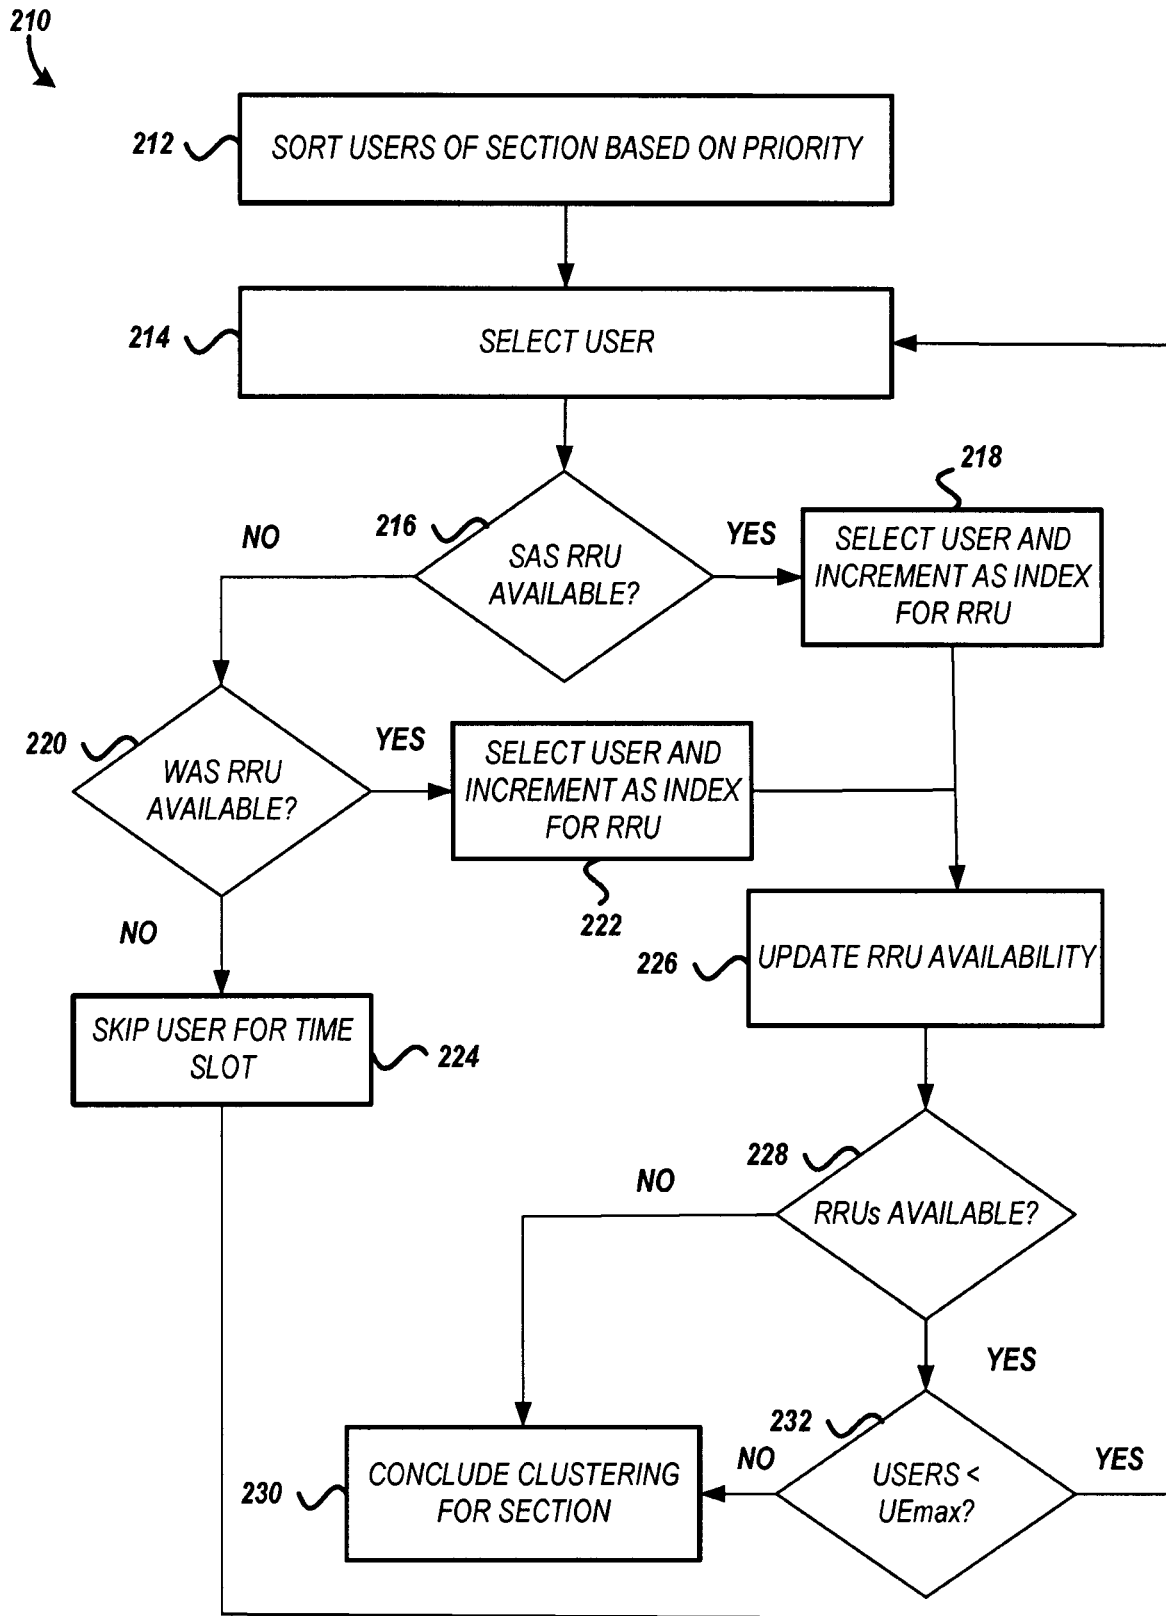 210
212
SORT USERS OF SECTION BASED ON PRIORITY
214
SELECT USER
216
SAS RRU
AVAILABLE?
NO
YES
218
SELECT USER AND
INCREMENT AS INDEX
FOR RRU
220
WAS RRU
AVAILABLE?
YES
SELECT USER AND
INCREMENT AS INDEX
FOR RRU
222
NO
226
UPDATE RRU AVAILABILITY
SKIP USER FOR TIME
SLOT
224
228
RRUs AVAILABLE?
NO
YES
232
USERS <
UEmax?
NO
YES
230
CONCLUDE CLUSTERING
FOR SECTION